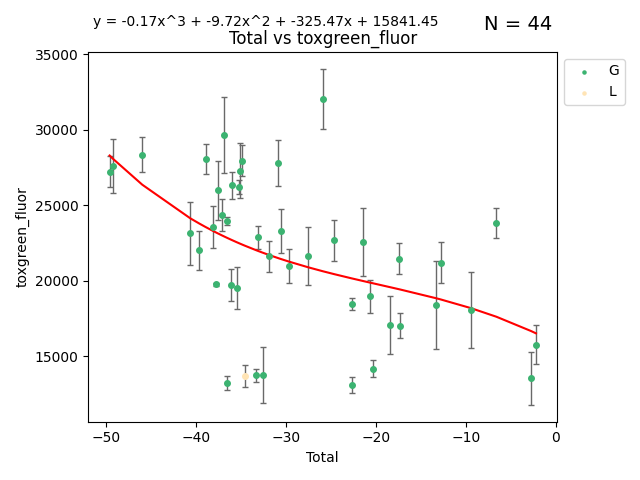 y = -0.17x^3 + -9.72x^2 + -325.47x + 15841.45
N = 44
Total vs toxgreen_fluor
G
L
35000
30000
25000
20000
15000
toxgreen_fluor
−50
−40
−30
−20
−10
0
Total